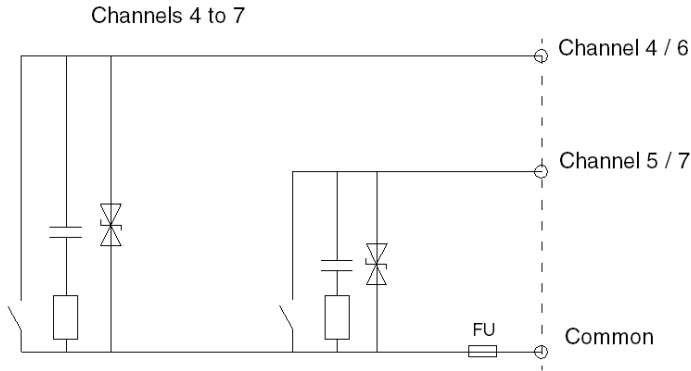 Channels 4 to 7
Channel 4 / 6
Channel 5 / 7
FU
Common